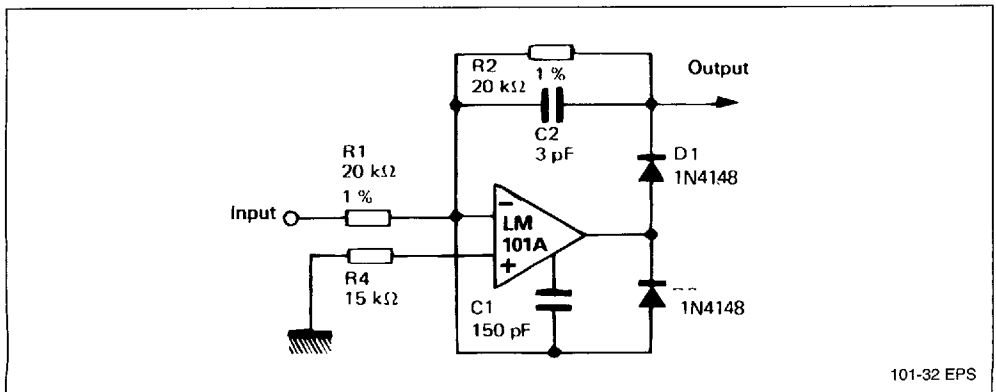 R2
20 kΩ
1 %
Output
C2
3 pF
R1
20 kΩ
1 %
D1
1N4148
Input
−
LM
101A
+
R4
15 kΩ
C1
150 pF
1N4148
101-32 EPS